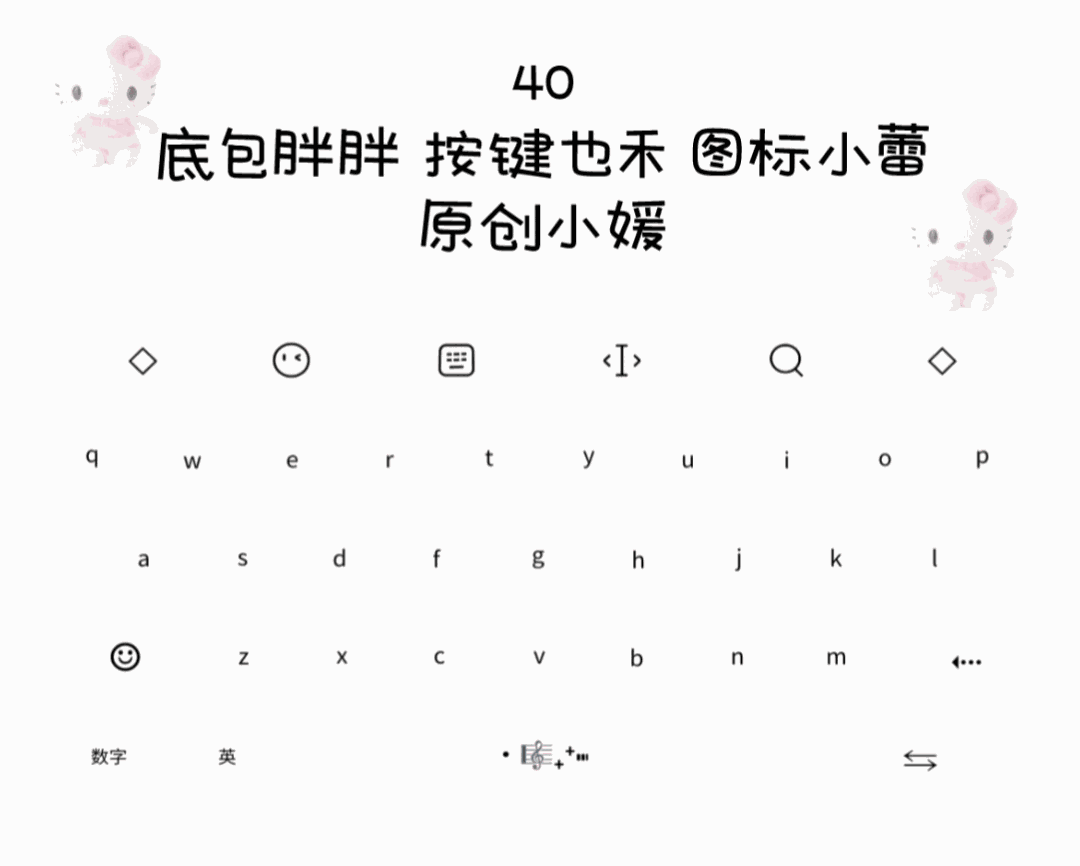 40
底包胖胖 按键也禾 图标小蕾
原创小媛
q w e r t y u i o p
a s d f g h j k l
z x c v b n m
数字 英